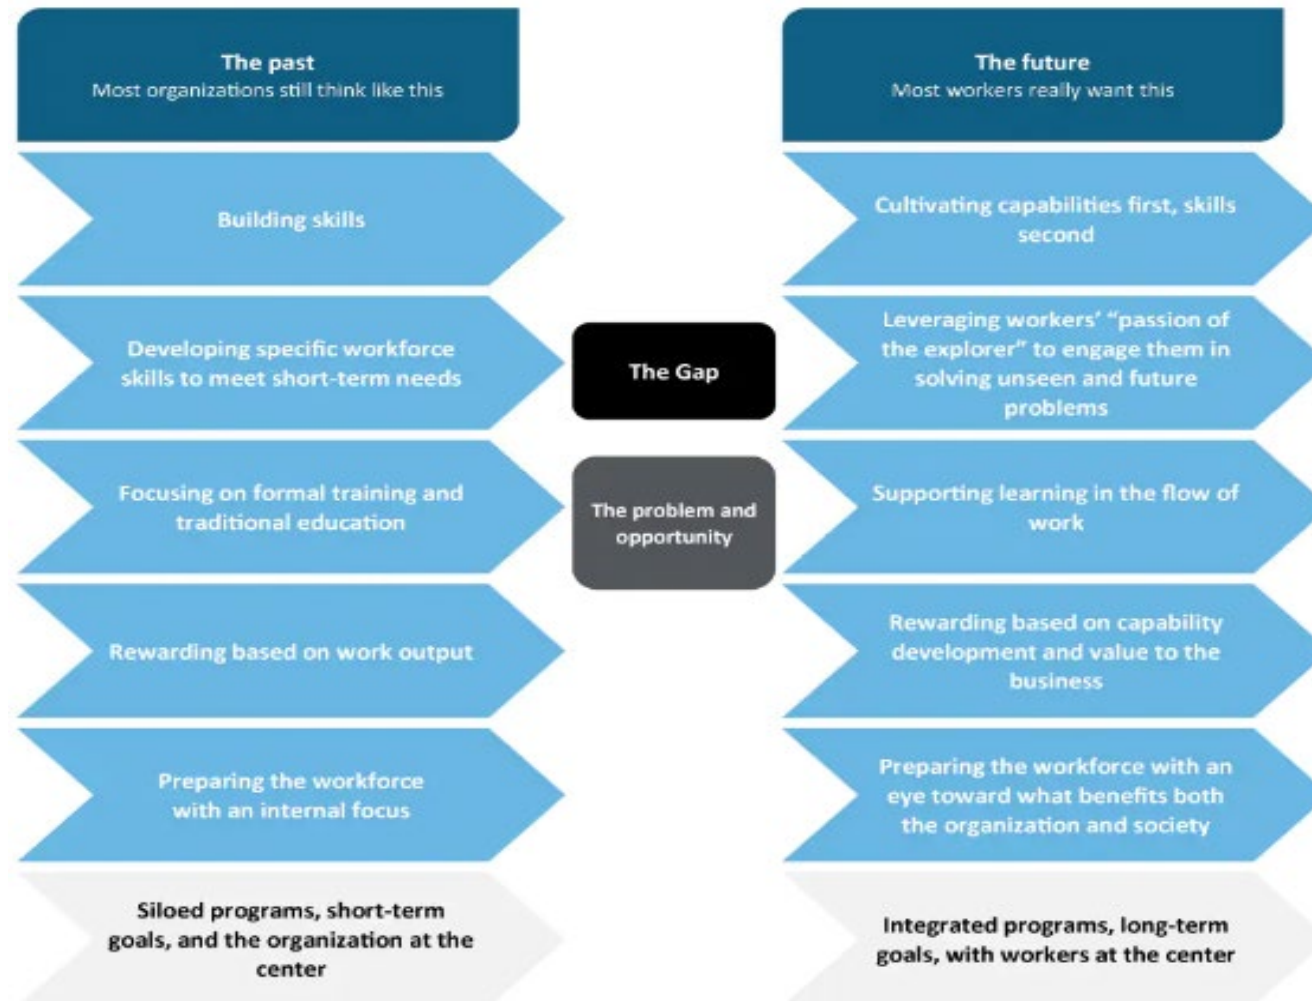 The past
Most organizations still think like this
Building skills
Developing specific workforce
skills to meet short-term needs
Focusing on formal training and
traditional education
Rewarding based on work output
Preparing the workforce
with an internal focus
Siloed programs, short-term
goals, and the organization at the
center
The Gap
The problem and
opportunity
The future
Most workers really want this
Cultivating capabilities first, skills
second
Leveraging workers’ “passion of
the explorer” to engage them in
solving unseen and future
problems
Supporting learning in the flow of
work
Rewarding based on capability
development and value to the
business
Preparing the workforce with an
eye toward what benefits both
the organization and society
Integrated programs, long-term
goals, with workers at the center